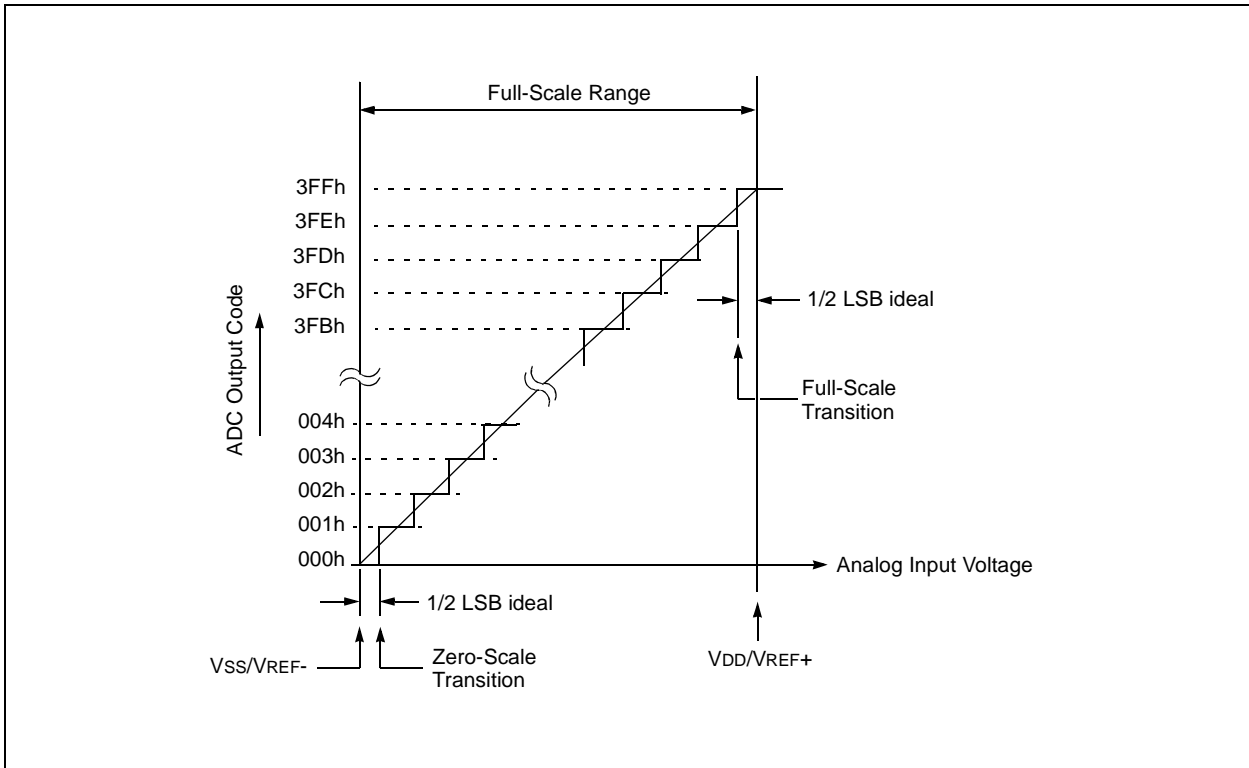 Full-Scale Range
3FFh
3FEh
3FDh
3FCh
3FBh
1/2 LSB ideal
ADC Output Code
Full-Scale
Transition
004h
003h
002h
001h
000h
Analog Input Voltage
1/2 LSB ideal
VSS/VREF-
Zero-Scale
Transition
VDD/VREF+